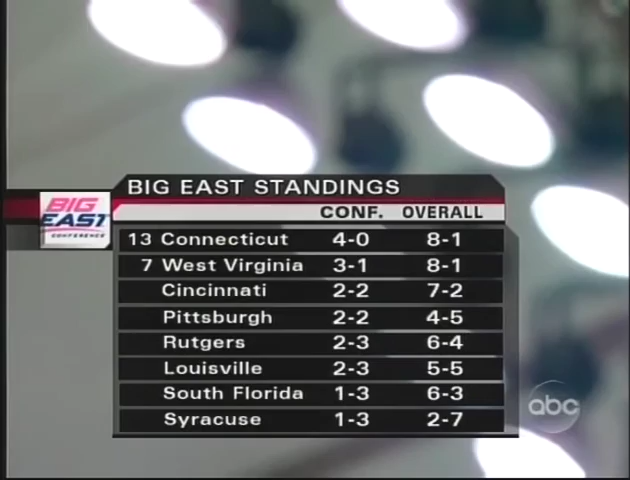 BIG EAST STANDINGS
BIG
EAST
CONFERENCE
CONF. OVERALL
13 Connecticut 4-0 8-1
7 West Virginia 3-1 8-1
Cincinnati 2-2 7-2
Pittsburgh 2-2 4-5
Rutgers 2-3 6-4
Louisville 2-3 5-5
South Florida 1-3 6-3
Syracuse 1-3 2-7
abc